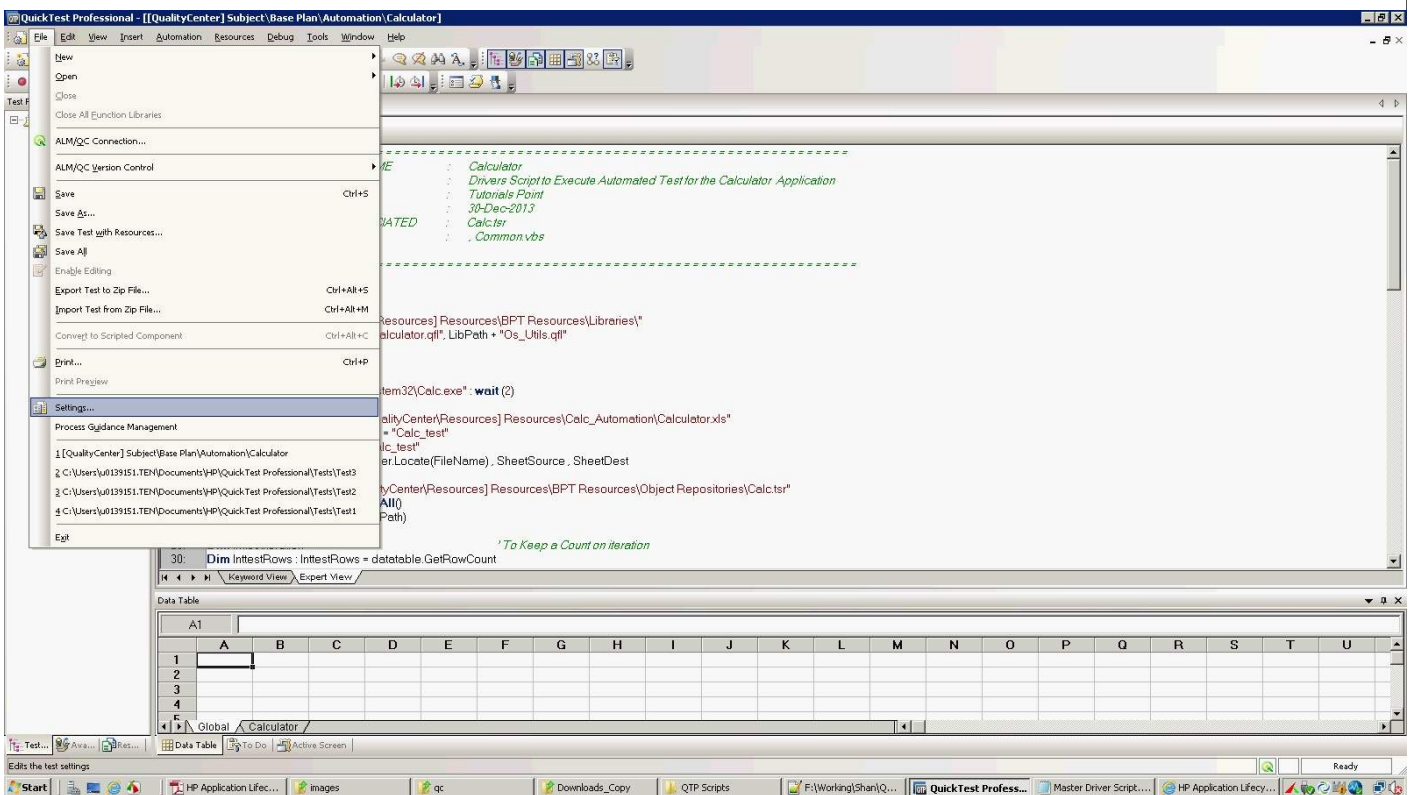 QuickTest Professional - [[QualityCenter] Subject\Base Plan\Automation\Calculator]
File Edit View Insert Automation Resources Debug Tools Window Help
New
Open
Close
Close All Function Libraries
ALM/QC Connection...
ALM/QC Version Control
Save Ctrl+S
Save As...
Save Test with Resources...
Save All
Enable Editing
Export Test to Zip File... Ctrl+Alt+S
Import Test from Zip File... Ctrl+Alt+M
Convert to Scripted Component Ctrl+Alt+C
Print... Ctrl+P
Print Preview
Settings...
Process Guidance Management
1 [QualityCenter] Subject\Base Plan\Automation\Calculator
2 C:\Users\u0139151.TEN\Documents\HP\QuickTest Professional\Tests\Test3
3 C:\Users\u0139151.TEN\Documents\HP\QuickTest Professional\Tests\Test2
4 C:\Users\u0139151.TEN\Documents\HP\QuickTest Professional\Tests\Test1
Exit
Test
ME : Calculator
: Drivers Script to Execute Automated Test for the Calculator Application
: Tutorials Point
: 30-Dec-2013
IATED : Calc.tsr
: , Common.vbs
Resources] Resources\BPT Resources\Libraries\"
alculator.qfl", LibPath + "Os_Utils.qfl"
tem32\Calc.exe" : wait (2)
alityCenter\Resources] Resources\Calc_Automation\Calculator.xls"
= "Calc_test"
lc_test"
er.Locate(FileName) , SheetSource , SheetDest
tyCenter\Resources] Resources\BPT Resources\Object Repositories\Calc.tsr"
All()
Path)
' To Keep a Count on iteration
30: Dim InttestRows : InttestRows = datatable.GetRowCount
Keyword View Expert View
Data Table
A1
A B C D E F G H I J K L M N O P Q R S T U
1
2
3
4
5
Global Calculator
Test... Ava... Res... Data Table To Do Active Screen
Edits the test settings Ready
Start HP Application Lifec... images qc Downloads_Copy QTP Scripts F:\Working\Shan\Q... QuickTest Profess... Master Driver Script.... HP Application Lifecy...